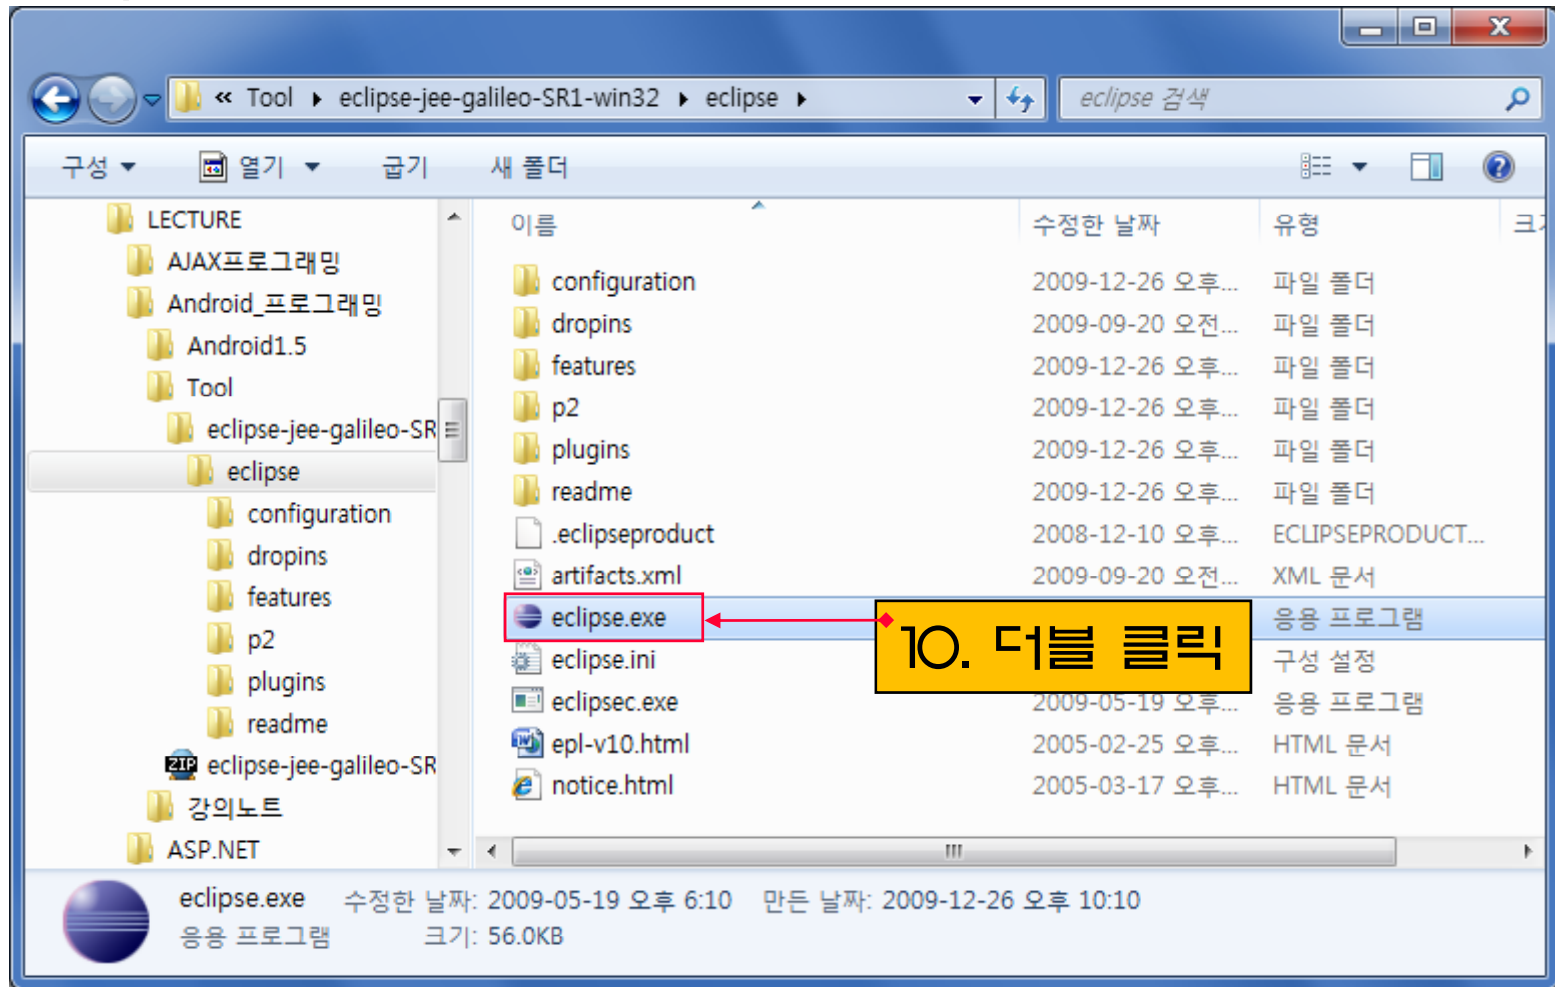 « Tool ▸ eclipse-jee-galileo-SR1-win32 ▸ eclipse ▸
eclipse 검색
구성 열기 굽기 새 폴더
LECTURE
AJAX프로그래밍
Android_프로그래밍
Android1.5
Tool
eclipse-jee-galileo-SR
eclipse
configuration
dropins
features
p2
plugins
readme
eclipse-jee-galileo-SR
강의노트
ASP.NET
이름 수정한 날짜 유형
configuration 2009-12-26 오후... 파일 폴더
dropins 2009-09-20 오전... 파일 폴더
features 2009-12-26 오후... 파일 폴더
p2 2009-12-26 오후... 파일 폴더
plugins 2009-12-26 오후... 파일 폴더
readme 2009-12-26 오후... 파일 폴더
.eclipseproduct 2008-12-10 오후... ECLIPSEPRODUCT...
artifacts.xml 2009-09-20 오전... XML 문서
eclipse.exe 응용 프로그램
10. 더블 클릭
eclipse.ini 구성 설정
eclipsec.exe 2009-05-19 오후... 응용 프로그램
epl-v10.html 2005-02-25 오후... HTML 문서
notice.html 2005-03-17 오후... HTML 문서
eclipse.exe 수정한 날짜: 2009-05-19 오후 6:10 만든 날짜: 2009-12-26 오후 10:10
응용 프로그램 크기: 56.0KB